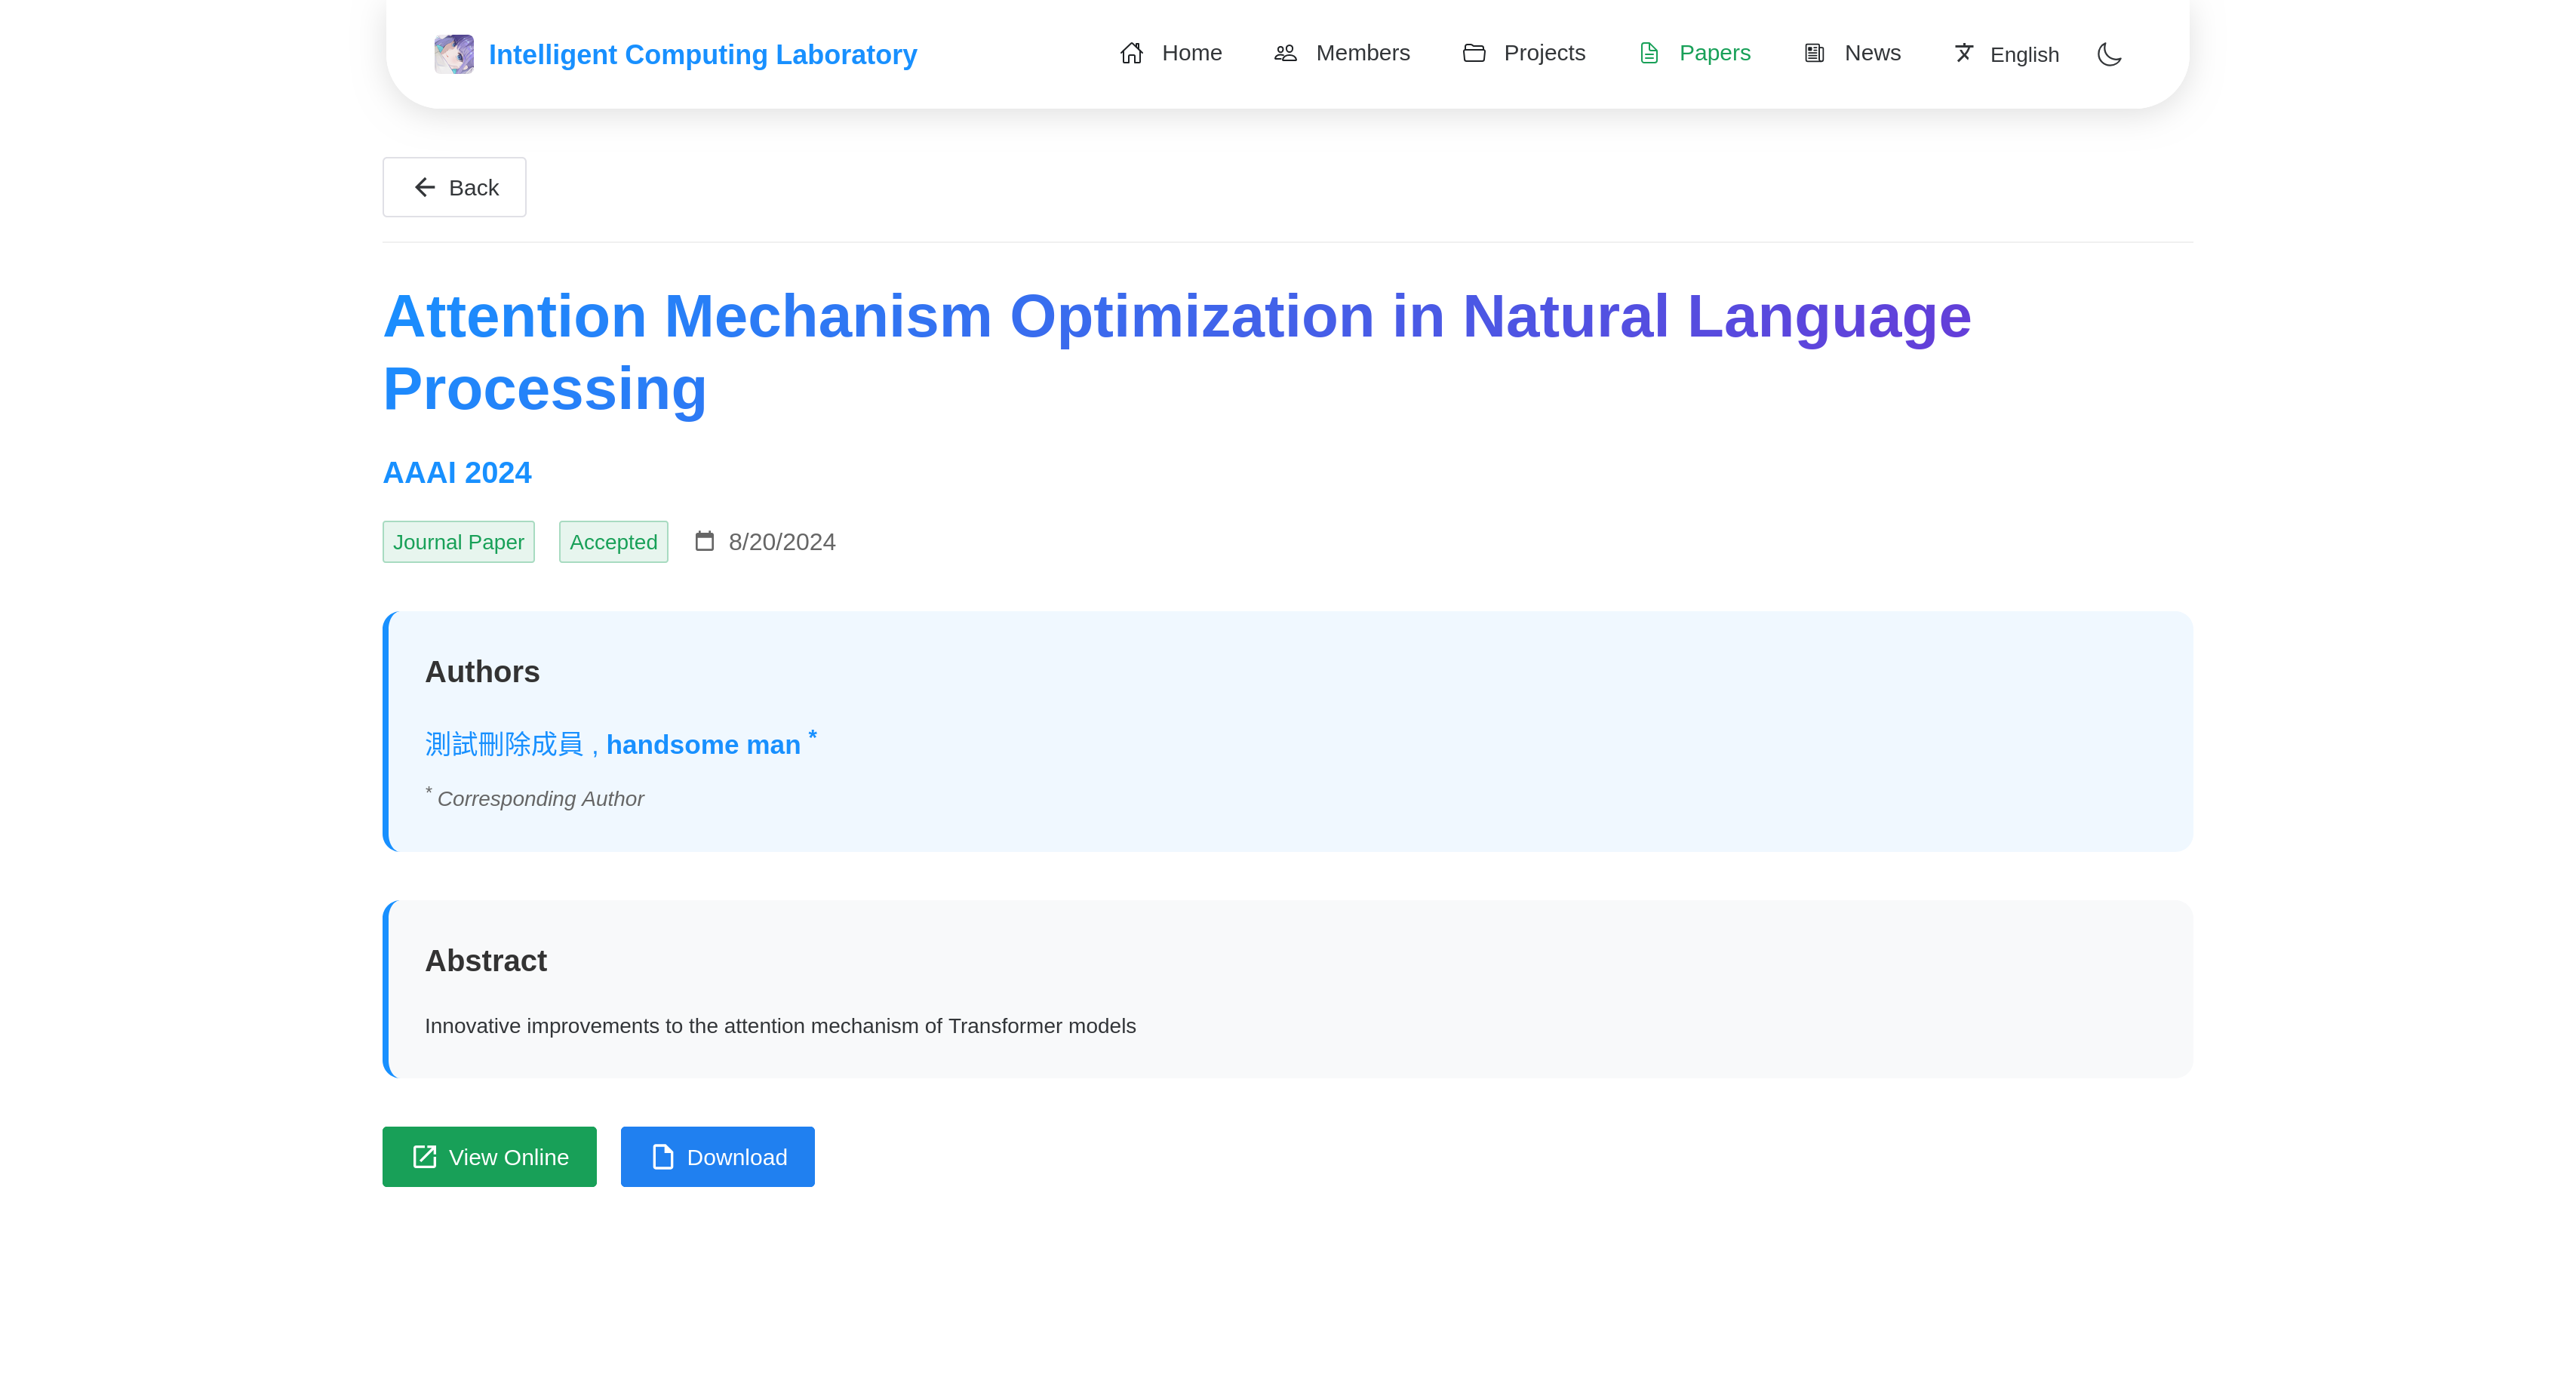 Intelligent Computing Laboratory Home Members Projects Papers News English
Back
Attention Mechanism Optimization in Natural Language
Processing
AAAI 2024
Journal Paper Accepted 8/20/2024
Authors
測試刪除成員 , handsome man *
* Corresponding Author
Abstract
Innovative improvements to the attention mechanism of Transformer models
View Online Download